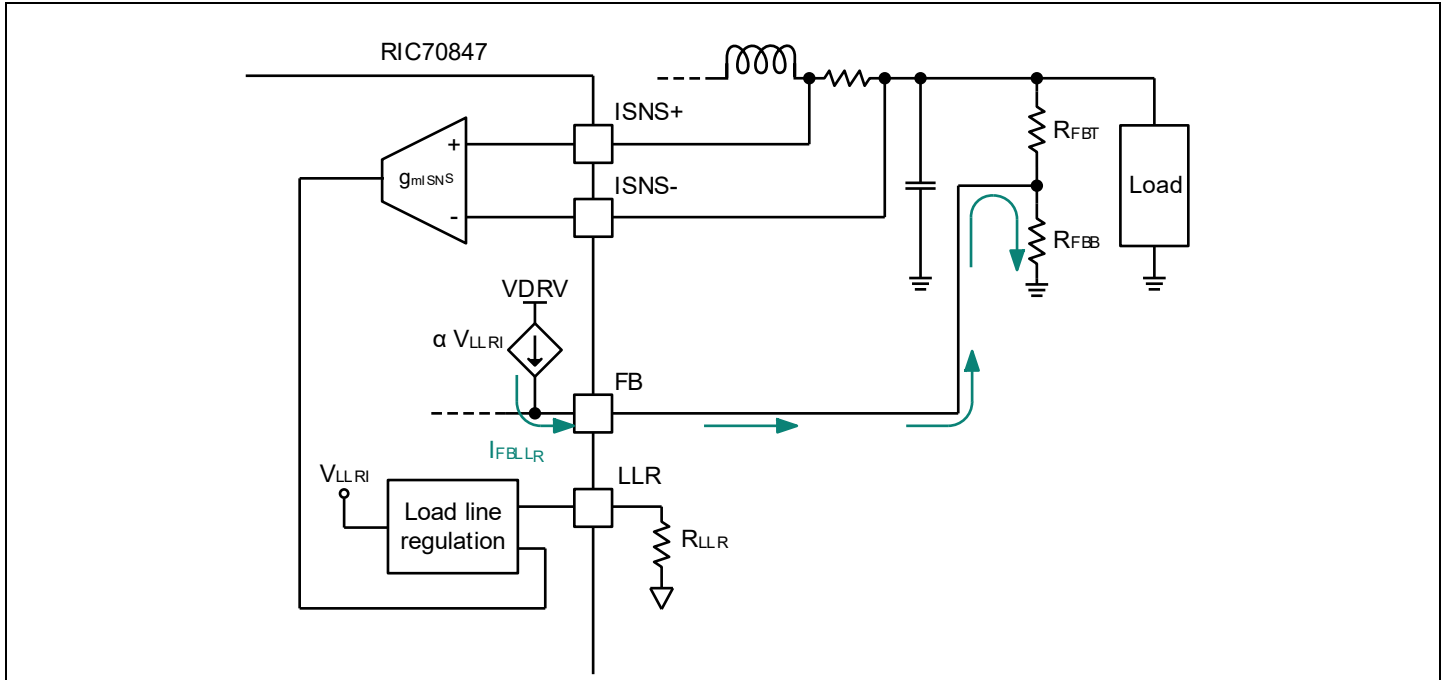 RIC70847
ISNS+
RFBT
+
gmISNS
ISNS-
Load
-
RFBB
VDRV
α VLLRI
FB
IFBLLR
VLLRI
LLR
Load line
regulation
RLLR